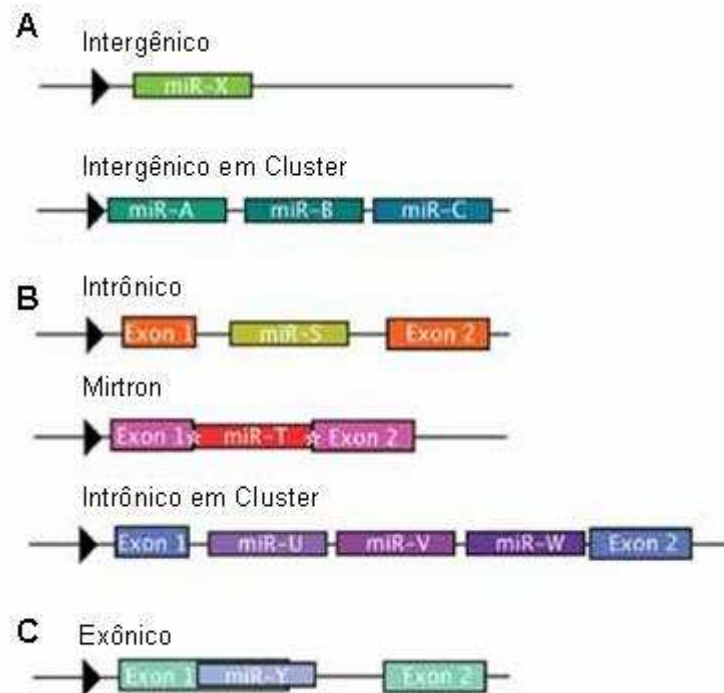 A
Intergênico
miR-X
Intergênico em Cluster
miR-A miR-B miR-C
B
Intrônico
Exon 1 miR-S Exon 2
Mirtron
Exon 1 miR-T Exon 2
Intrônico em Cluster
Exon 1 miR-U miR-V miR-W Exon 2
C
Exônico
Exon 1 miR-Y Exon 2